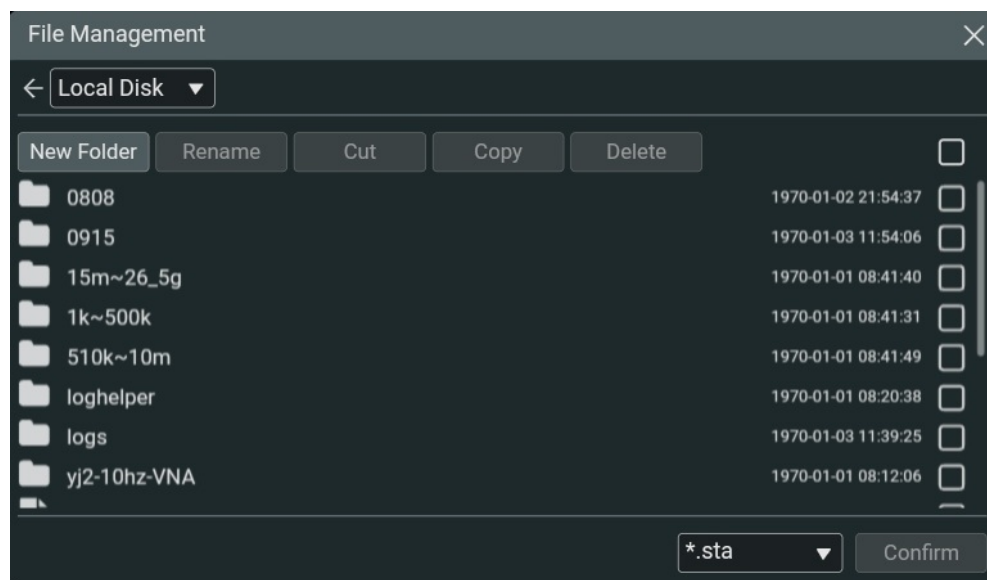 File Management
Local Disk
New Folder Rename Cut Copy Delete
0808 1970-01-02 21:54:37
0915 1970-01-03 11:54:06
15m~26_5g 1970-01-01 08:41:40
1k~500k 1970-01-01 08:41:31
510k~10m 1970-01-01 08:41:49
loghelper 1970-01-01 08:20:38
logs 1970-01-03 11:39:25
yj2-10hz-VNA 1970-01-01 08:12:06
*.sta Confirm